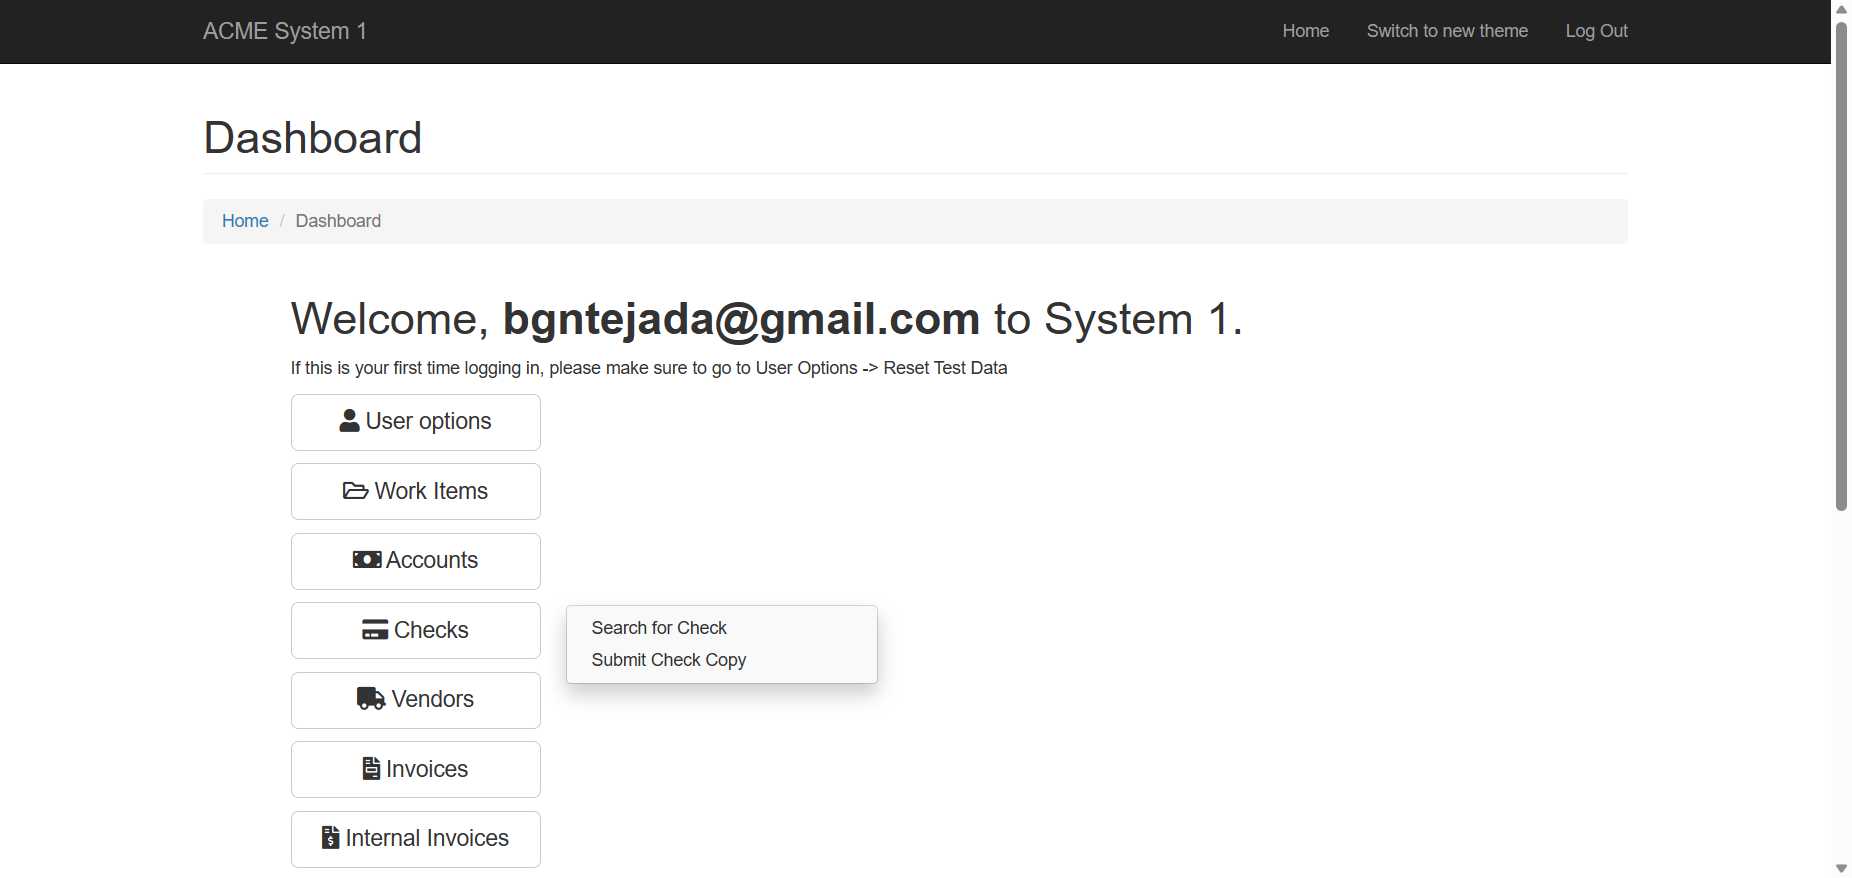 ACME System 1
Home
Switch to new theme
Log Out
Dashboard
Home / Dashboard
Welcome, bgntejada@gmail.com to System 1.
If this is your first time logging in, please make sure to go to User Options -> Reset Test Data
User options
Work Items
Accounts
Checks
Search for Check
Submit Check Copy
Vendors
Invoices
Internal Invoices